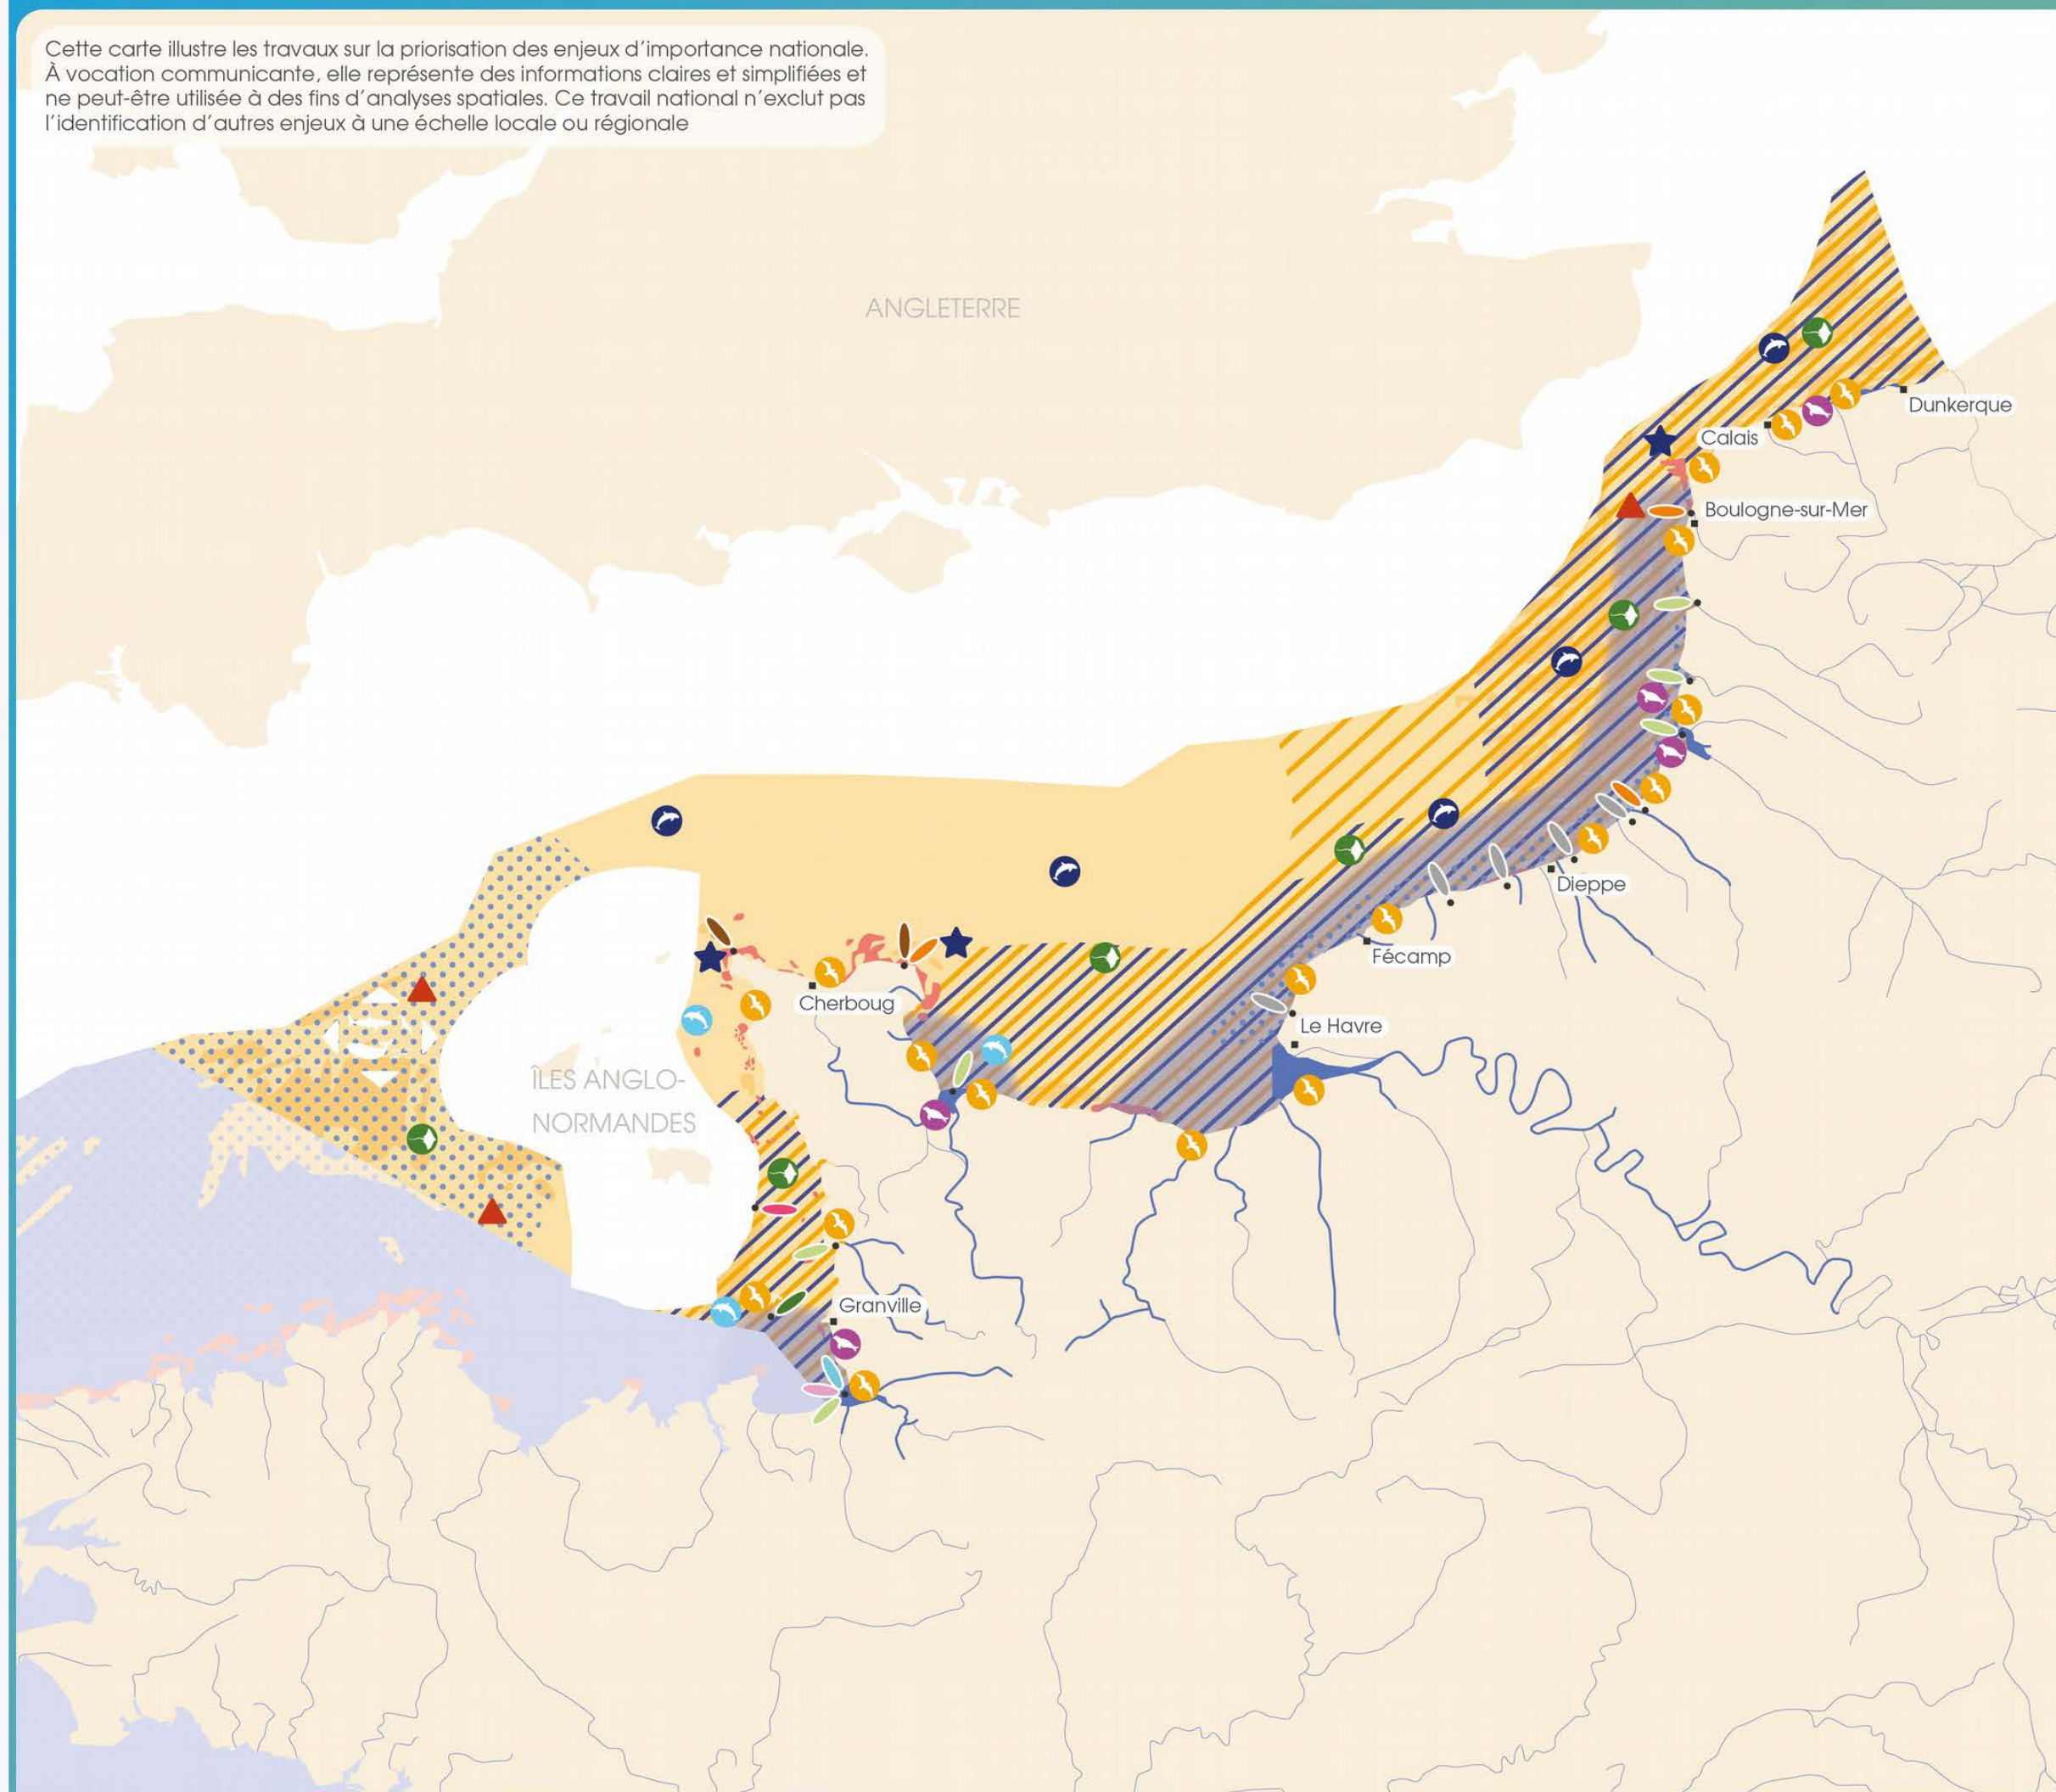 Cette carte illustre les travaux sur la priorisation des enjeux d'importance nationale.
À vocation communicante, elle représente des informations claires et simplifiées et
ne peut-être utilisée à des fins d'analyses spatiales. Ce travail national n'exclut pas
l'identification d'autres enjeux à une échelle locale ou régionale
ANGLETERRE
Dunkerque
Calais
Boulogne-sur-Mer
Dieppe
Fécamp
Cherboug
Le Havre
ÎLES ANGLO-
NORMANDES
Granville